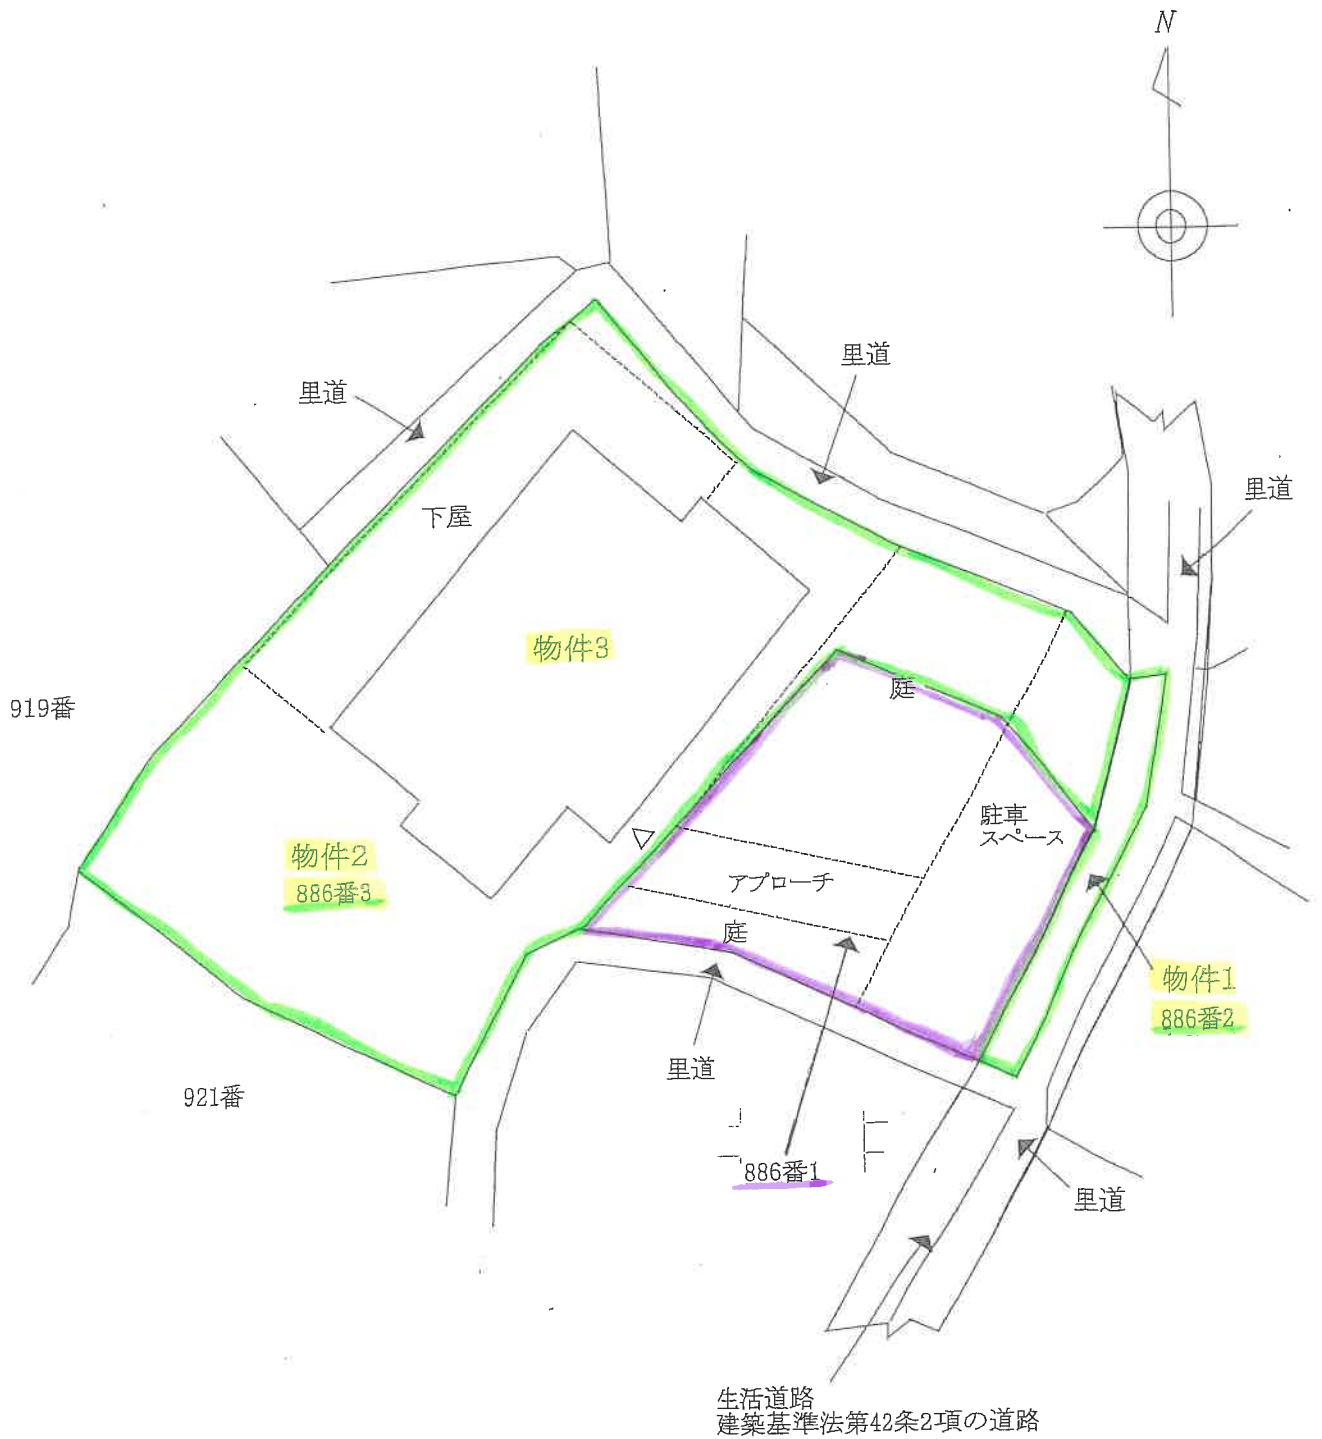 N
里道
里道
里道
下屋
物件3
919番
庭
駐車
スペース
物件2
886番3
アプローチ
庭
物件1
886番2
里道
921番
886番1
里道
生活道路
建築基準法第42条2項の道路